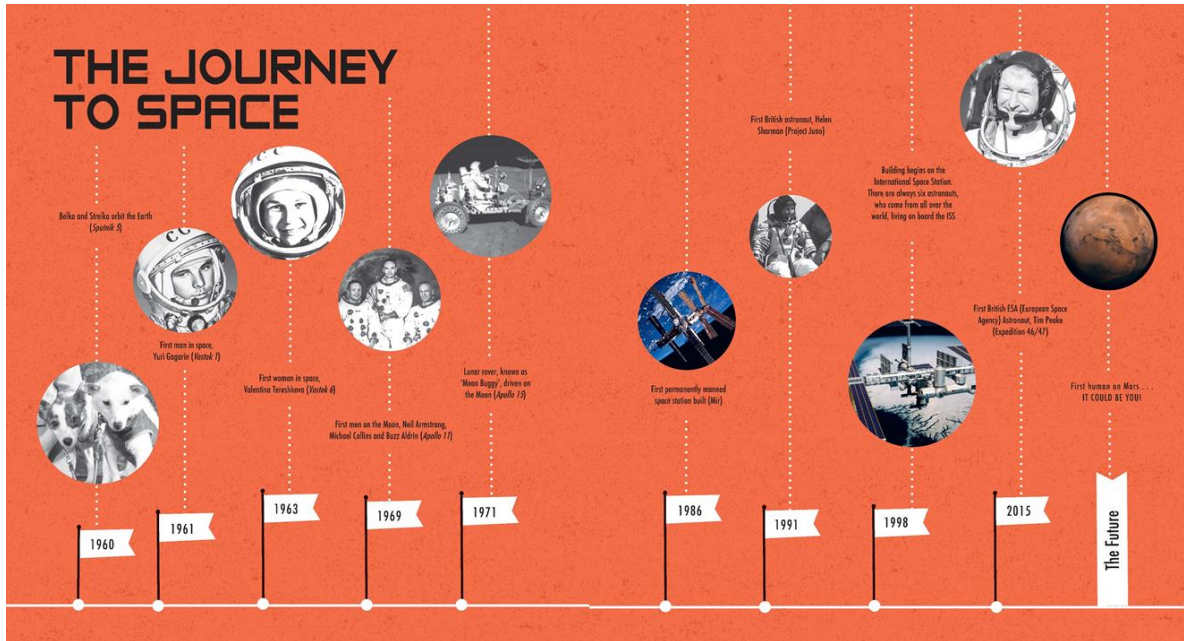 THE JOURNEY
TO SPACE
Belka and Strelka orbit the Earth
(Sputnik 5)
First man in space,
Yuri Gagarin (Vostok 1)
First woman in space,
Valentina Tereshkova (Vostok 6)
First men on the Moon, Neil Armstrong,
Michael Collins and Buzz Aldrin (Apollo 11)
Lunar rover, known as
'Moon Buggy', driven on
the Moon (Apollo 15)
First permanently manned
space station built (Mir)
First British astronaut, Helen
Sharman (Project Juno)
Building begins on the
International Space Station.
There are always six astronauts,
who come from all over the
world, living on board the ISS
First British ESA (European Space
Agency) Astronaut, Tim Peake
(Expedition 46/47)
First human on Mars . . .
IT COULD BE YOU!
1960
1961
1963
1969
1971
1986
1991
1998
2015
The Future
CC
СС